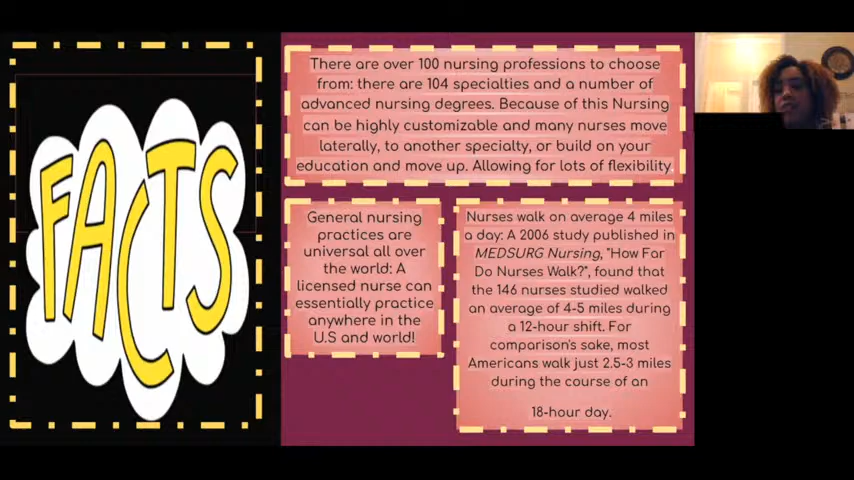 FACTS
There are over 100 nursing professions to choose
from: there are 104 specialties and a number of
advanced nursing degrees. Because of this Nursing
can be highly customizable and many nurses move
laterally, to another specialty, or build on your
education and move up. Allowing for lots of flexibility.
General nursing
practices are
universal all over
the world: A
licensed nurse can
essentially practice
anywhere in the
U.S and world!
Nurses walk on average 4 miles
a day: A 2006 study published in
MEDSURG Nursing, "How Far
Do Nurses Walk?", found that
the 146 nurses studied walked
an average of 4-5 miles during
a 12-hour shift. For
comparison's sake, most
Americans walk just 2.5-3 miles
during the course of an
18-hour day.